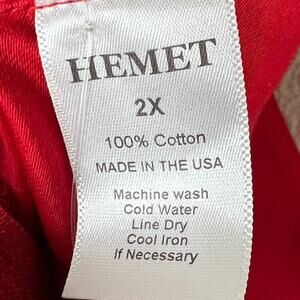 HEMET
2X
100% Cotton
MADE IN THE USA
Machine wash
Cold Water
Line Dry
Cool Iron
If Necessary